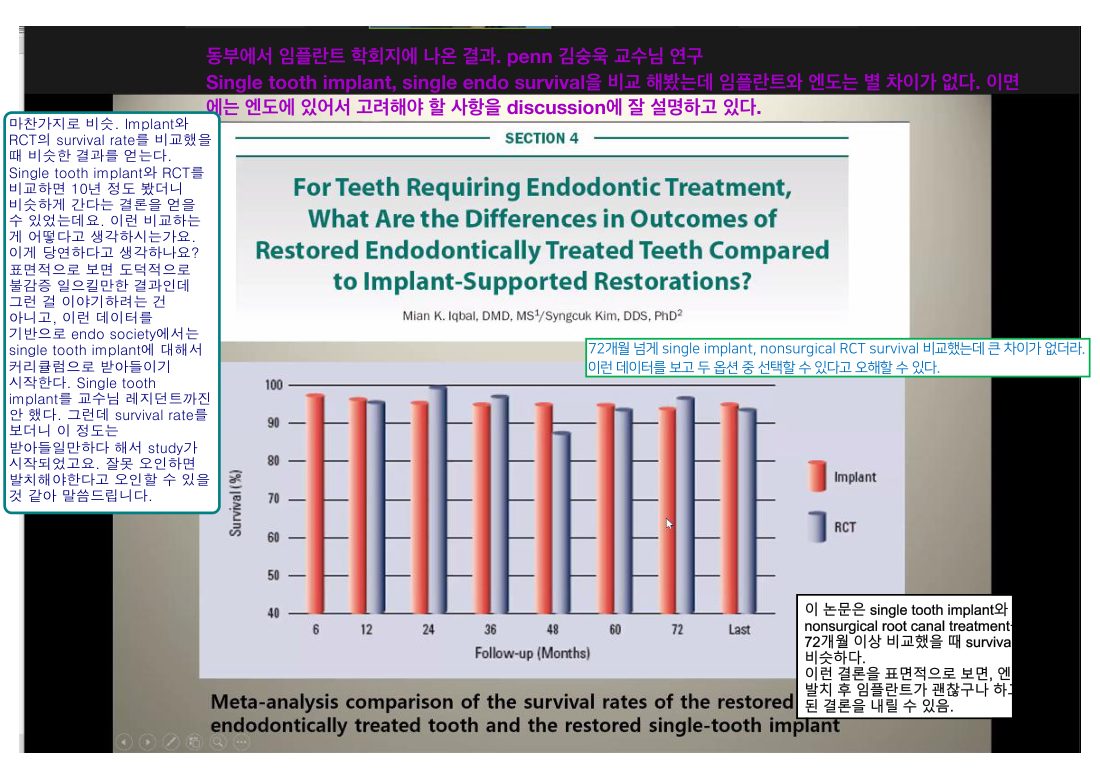 동부에서 임플란트 학회지에 나온 결과. penn 김숭욱 교수님 연구
Single tooth implant, single endo survival을 비교 해봤는데 임플란트와 엔도는 별 차이가 없다. 이면
에는 엔도에 있어서 고려해야 할 사항을 discussion에 잘 설명하고 있다.
마찬가지로 비슷. Implant와
RCT의 survival rate를 비교했을
때 비슷한 결과를 얻는다.
Single tooth implant와 RCT를
비교하면 10년 정도 봤더니
비슷하게 간다는 결론을 얻을
수 있었는데요. 이런 비교하는
게 어떻다고 생각하시는가요.
이게 당연하다고 생각하나요?
표면적으로 보면 도덕적으로
불감증 일으킬만한 결과인데
그런 걸 이야기하려는 건
아니고, 이런 데이터를
기반으로 endo society에서는
single tooth implant에 대해서
커리큘럼으로 받아들이기
시작한다. Single tooth
implant를 교수님 레지던트까진
안 했다. 그런데 survival rate를
보더니 이 정도는
받아들일만하다 해서 study가
시작되었고요. 잘못 오인하면
발치해야한다고 오인할 수 있을
것 같아 말씀드립니다.
SECTION 4
For Teeth Requiring Endodontic Treatment,
What Are the Differences in Outcomes of
Restored Endodontically Treated Teeth Compared
to Implant-Supported Restorations?
Mian K. Iqbal, DMD, MS¹/Syngcuk Kim, DDS, PhD²
72개월 넘게 single implant, nonsurgical RCT survival 비교했는데 큰 차이가 없더라.
이런 데이터를 보고 두 옵션 중 선택할 수 있다고 오해할 수 있다.
100
90
80
70
60
50
40
Survival (%)
6 12 24 36 48 60 72 Last
Follow-up (Months)
Implant
RCT
이 논문은 single tooth implant와
nonsurgical root canal treatment
72개월 이상 비교했을 때 surviva
비슷하다.
이런 결론을 표면적으로 보면, 엔
발치 후 임플란트가 괜찮구나 하
된 결론을 내릴 수 있음.
Meta-analysis comparison of the survival rates of the restored
endodontically treated tooth and the restored single-tooth implant